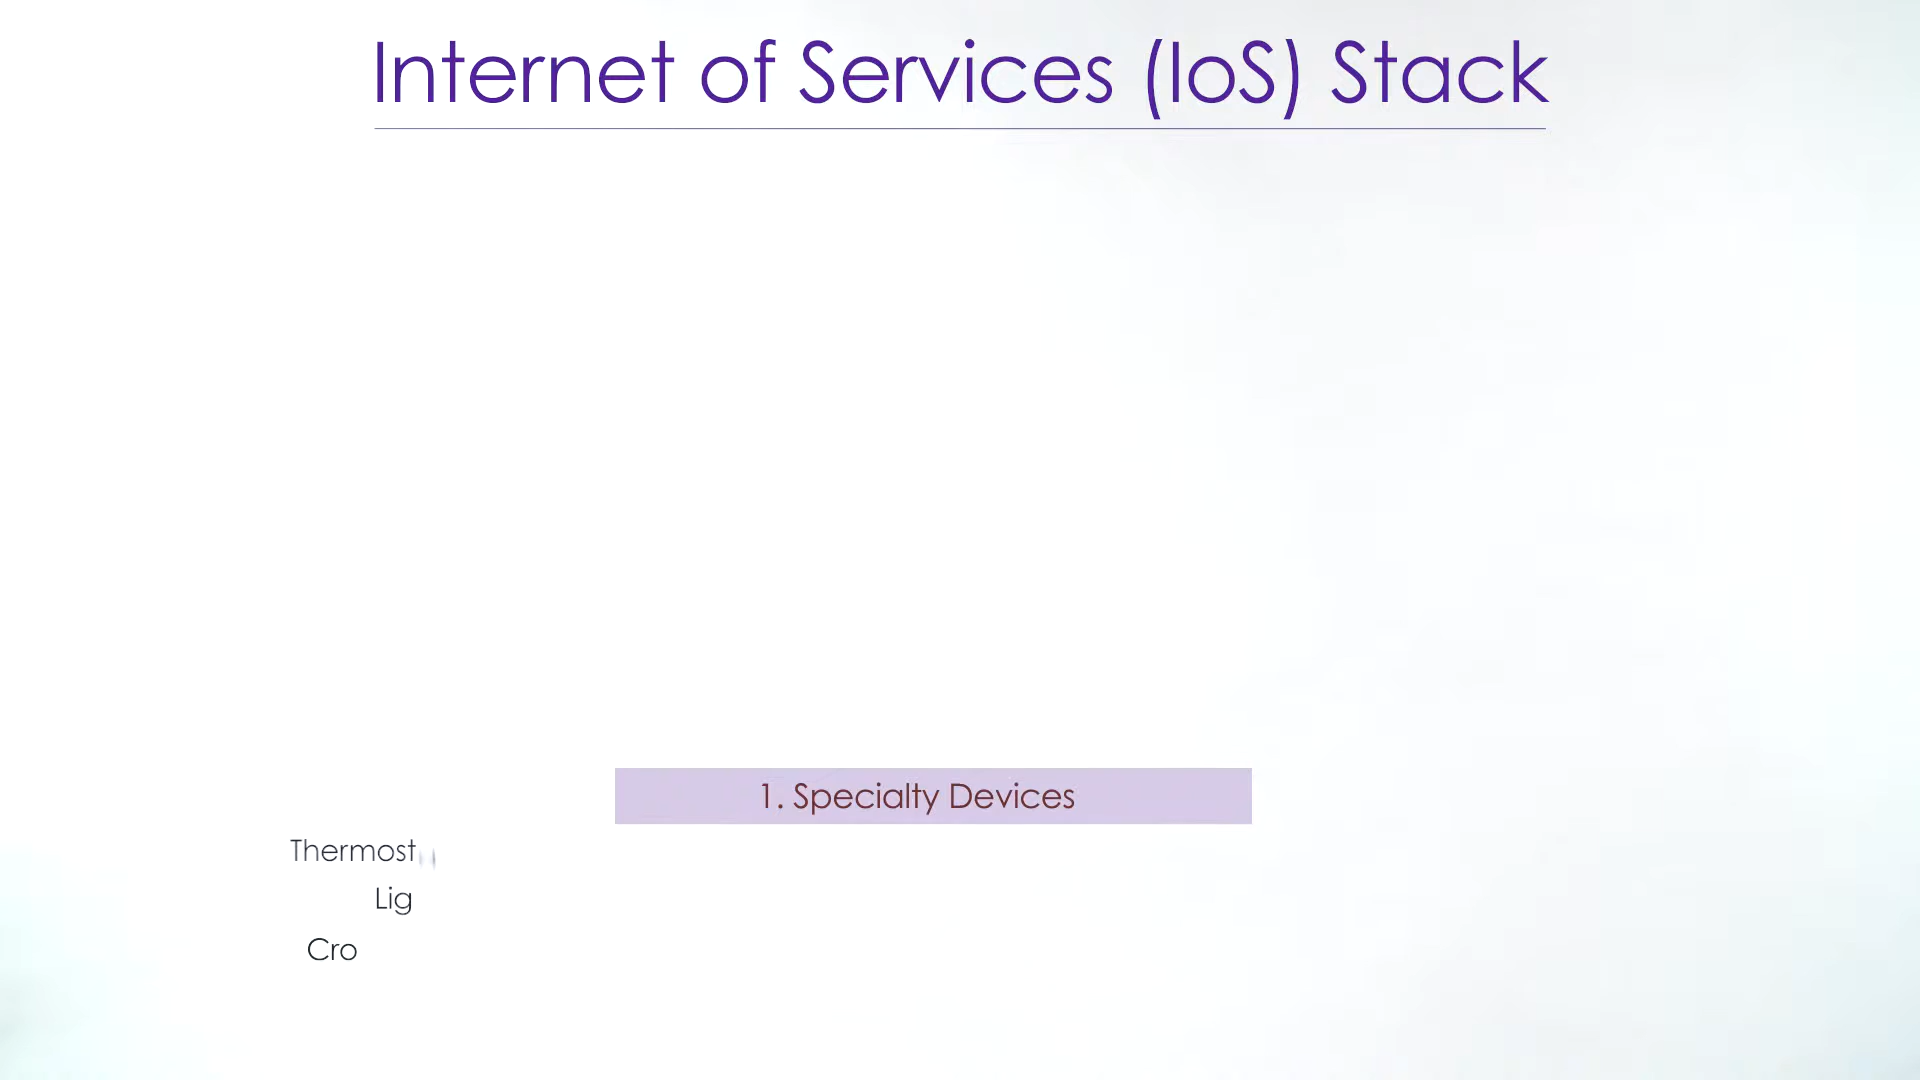 Internet of Services (IoS) Stack
1. Specialty Devices
Thermost
Lig
Cro